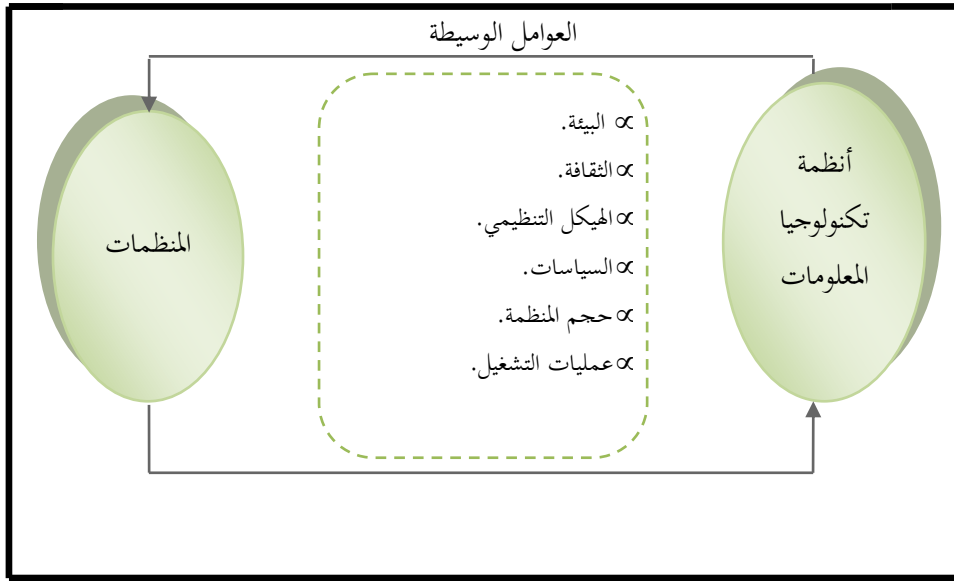 العوامل الوسيطة
أنظمة
تكنولوجيا
المعلومات
∝ البيئة.
∝ الثقافة.
∝ الهيكل التنظيمي.
∝ السياسات.
∝ حجم المنظمة.
∝ عمليات التشغيل.
المنظمات